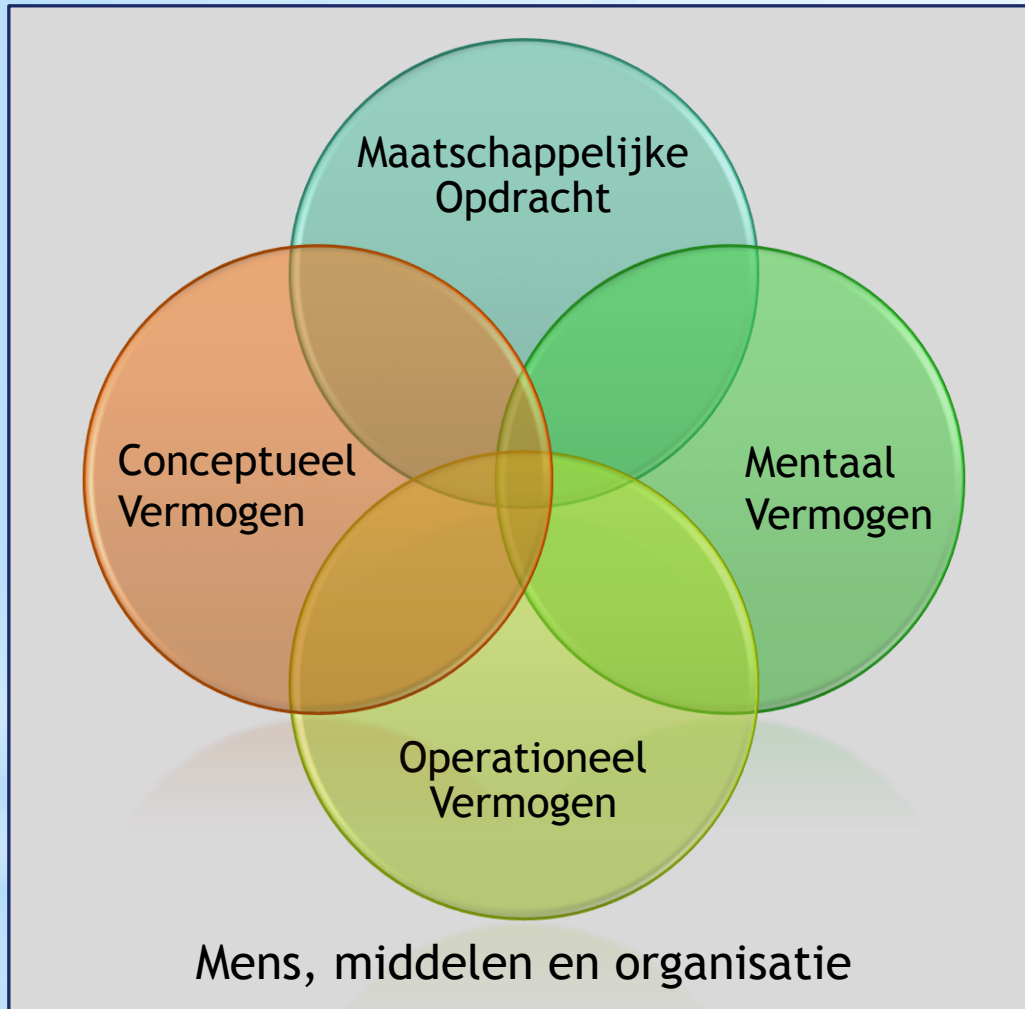 Maatschappelijke
Opdracht
Conceptueel
Vermogen
Mentaal
Vermogen
Operationeel
Vermogen
Mens, middelen en organisatie